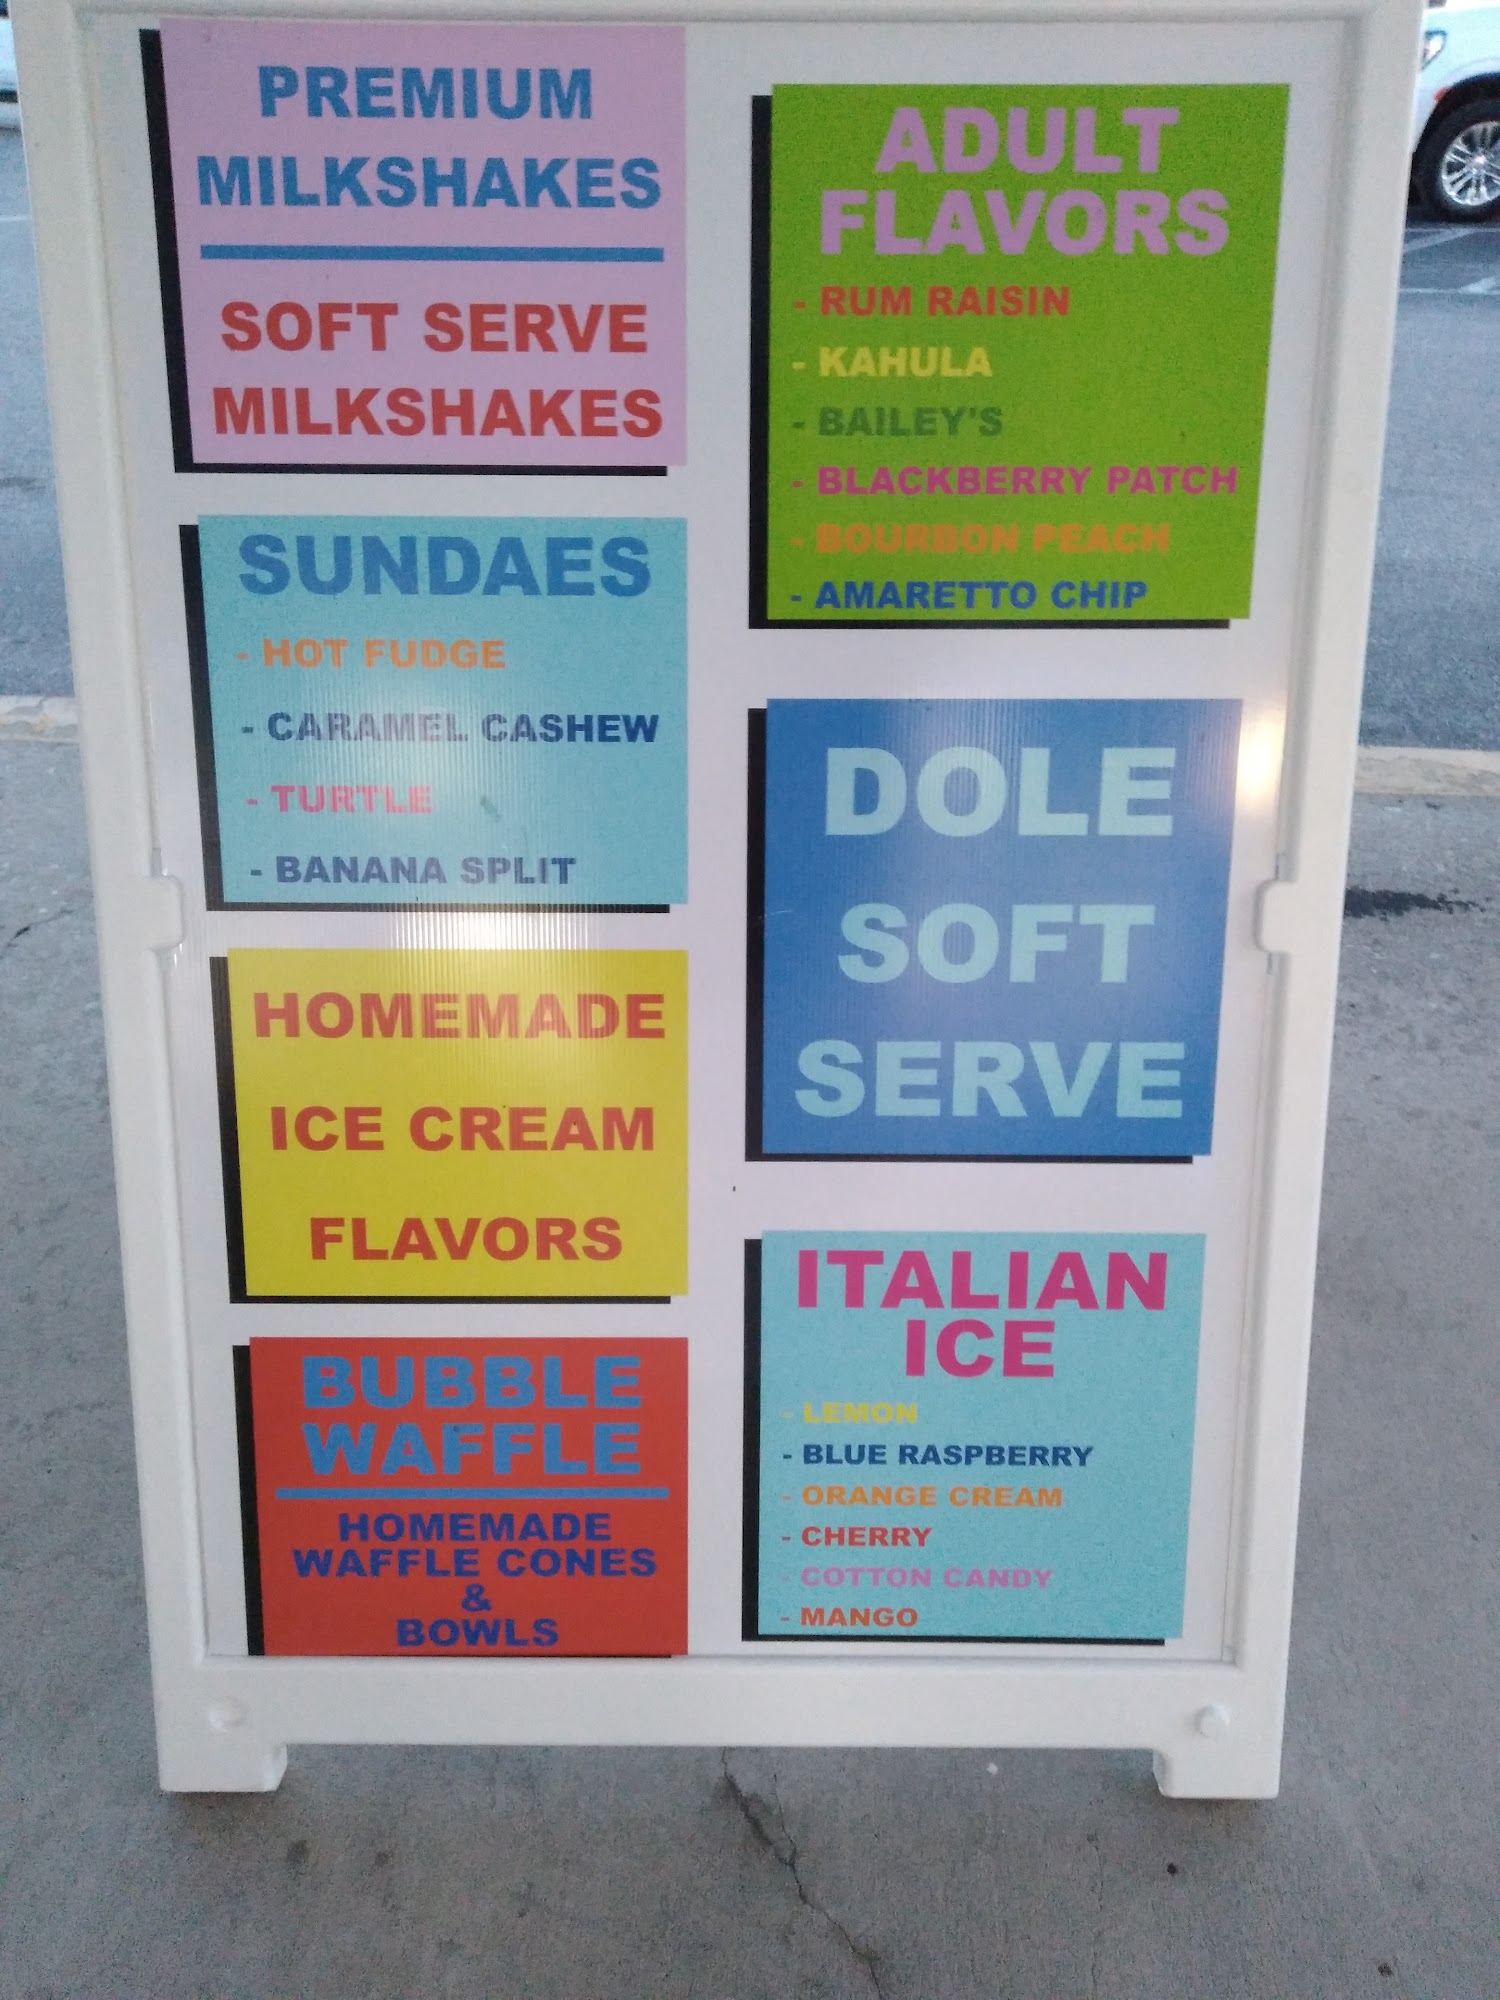 PREMIUM
MILKSHAKES
SOFT SERVE
MILKSHAKES
SUNDAES
- HOT FUDGE
- CARAMEL CASHEW
- TURTLE
- BANANA SPLIT
HOMEMADE
ICE CREAM
FLAVORS
BUBBLE
WAFFLE
HOMEMADE
WAFFLE CONES
&
BOWLS
ADULT
FLAVORS
- RUM RAISIN
- KAHULA
- BAILEY'S
- BLACKBERRY PATCH
- BOURBON PEACH
- AMARETTO CHIP
DOLE
SOFT
SERVE
ITALIAN
ICE
- LEMON
- BLUE RASPBERRY
- ORANGE CREAM
- CHERRY
- COTTON CANDY
- MANGO